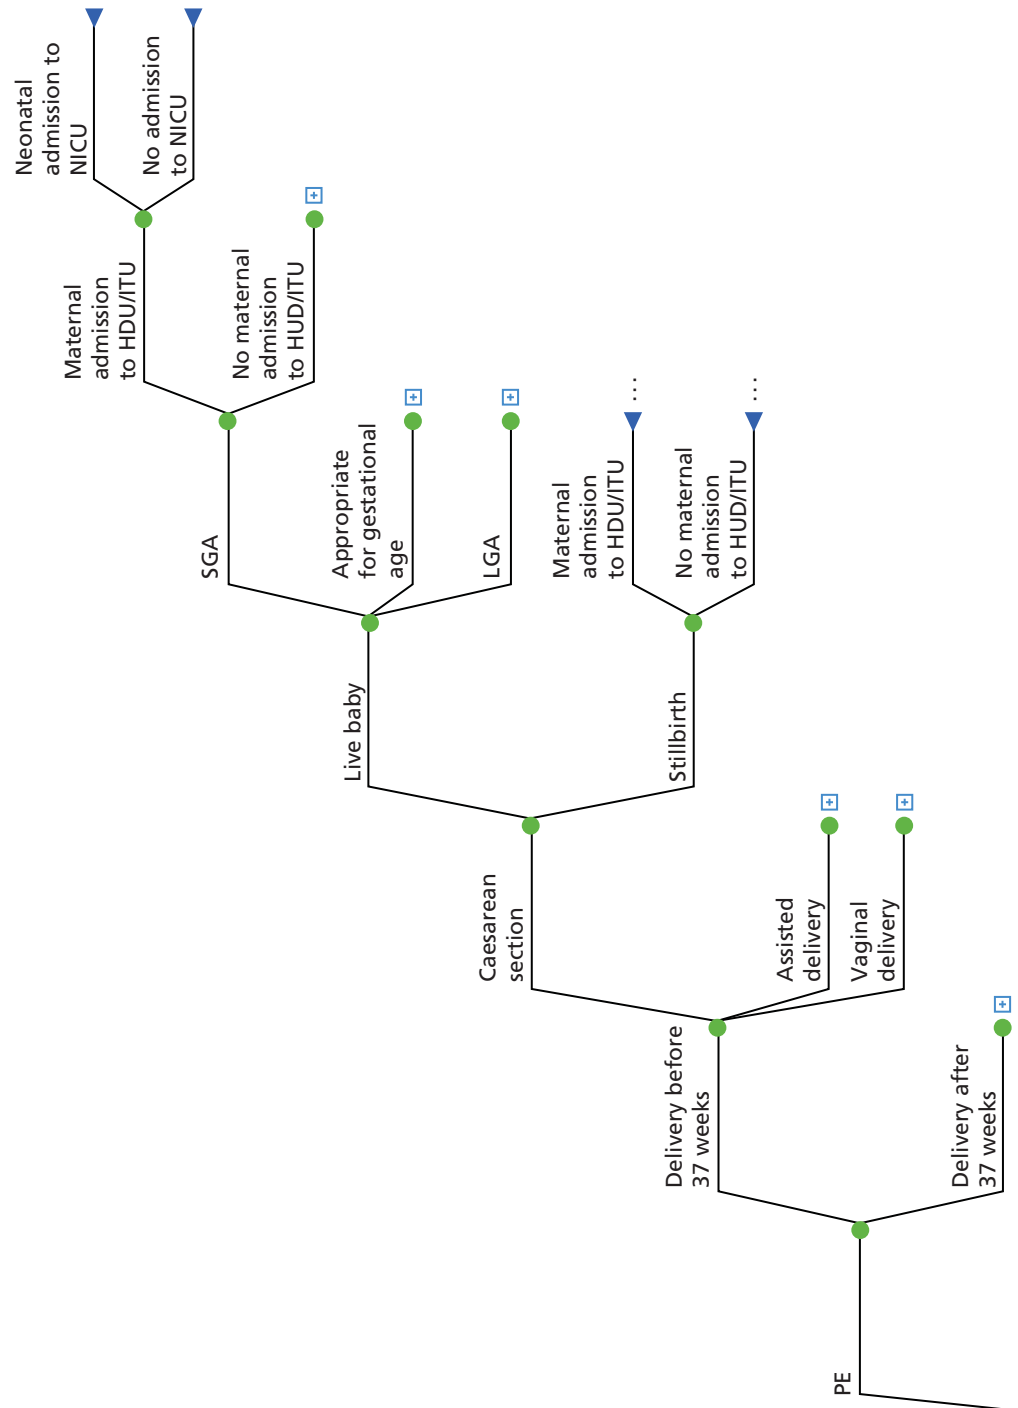 Neonatal
admission to
NICU
No admission
to NICU
Maternal
admission
to HDU/ITU
No maternal
admission
to HUD/ITU
SGA
Appropriate
for gestational
age
LGA
Maternal
admission
to HDU/ITU
...
No maternal
admission
to HUD/ITU
...
Live baby
Stillbirth
Caesarean
section
Assisted
delivery
Vaginal
delivery
Delivery before
37 weeks
Delivery after
37 weeks
PE